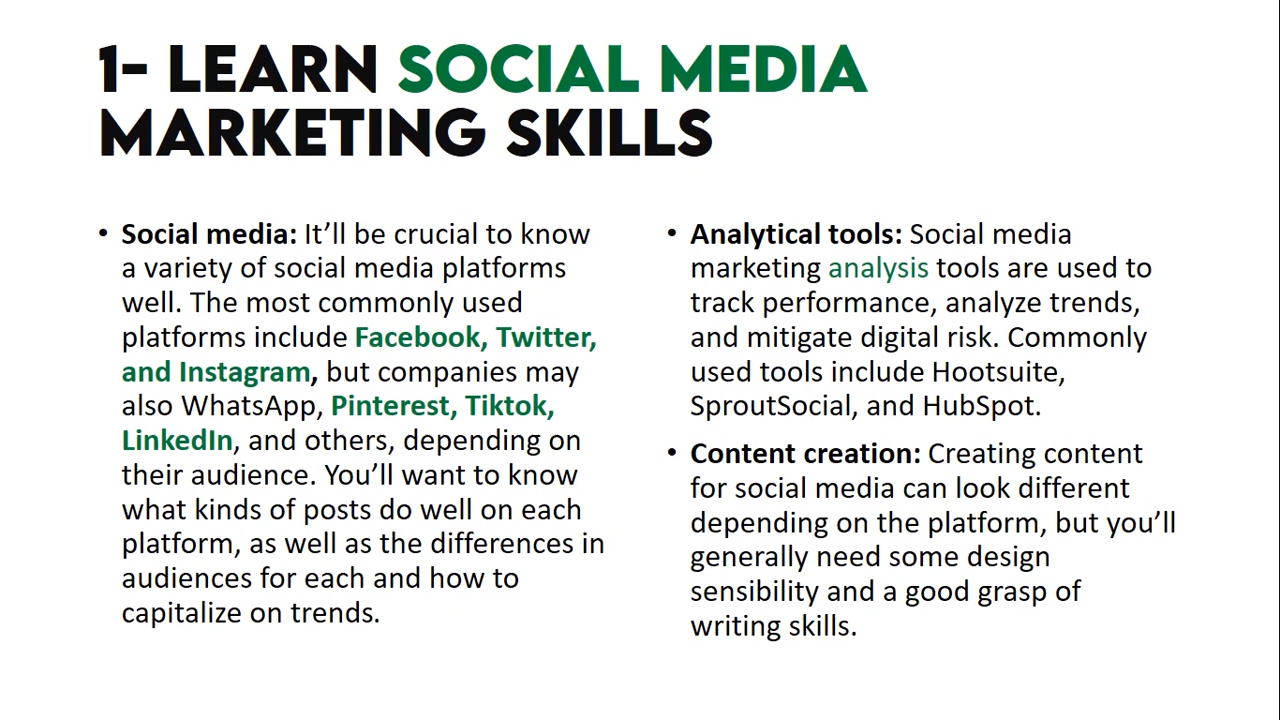 1- LEARN SOCIAL MEDIA
MARKETING SKILLS
• Social media: It’ll be crucial to know
a variety of social media platforms
well. The most commonly used
platforms include Facebook, Twitter,
and Instagram, but companies may
also WhatsApp, Pinterest, Tiktok,
LinkedIn, and others, depending on
their audience. You’ll want to know
what kinds of posts do well on each
platform, as well as the differences in
audiences for each and how to
capitalize on trends.
• Analytical tools: Social media
marketing analysis tools are used to
track performance, analyze trends,
and mitigate digital risk. Commonly
used tools include Hootsuite,
SproutSocial, and HubSpot.
• Content creation: Creating content
for social media can look different
depending on the platform, but you’ll
generally need some design
sensibility and a good grasp of
writing skills.